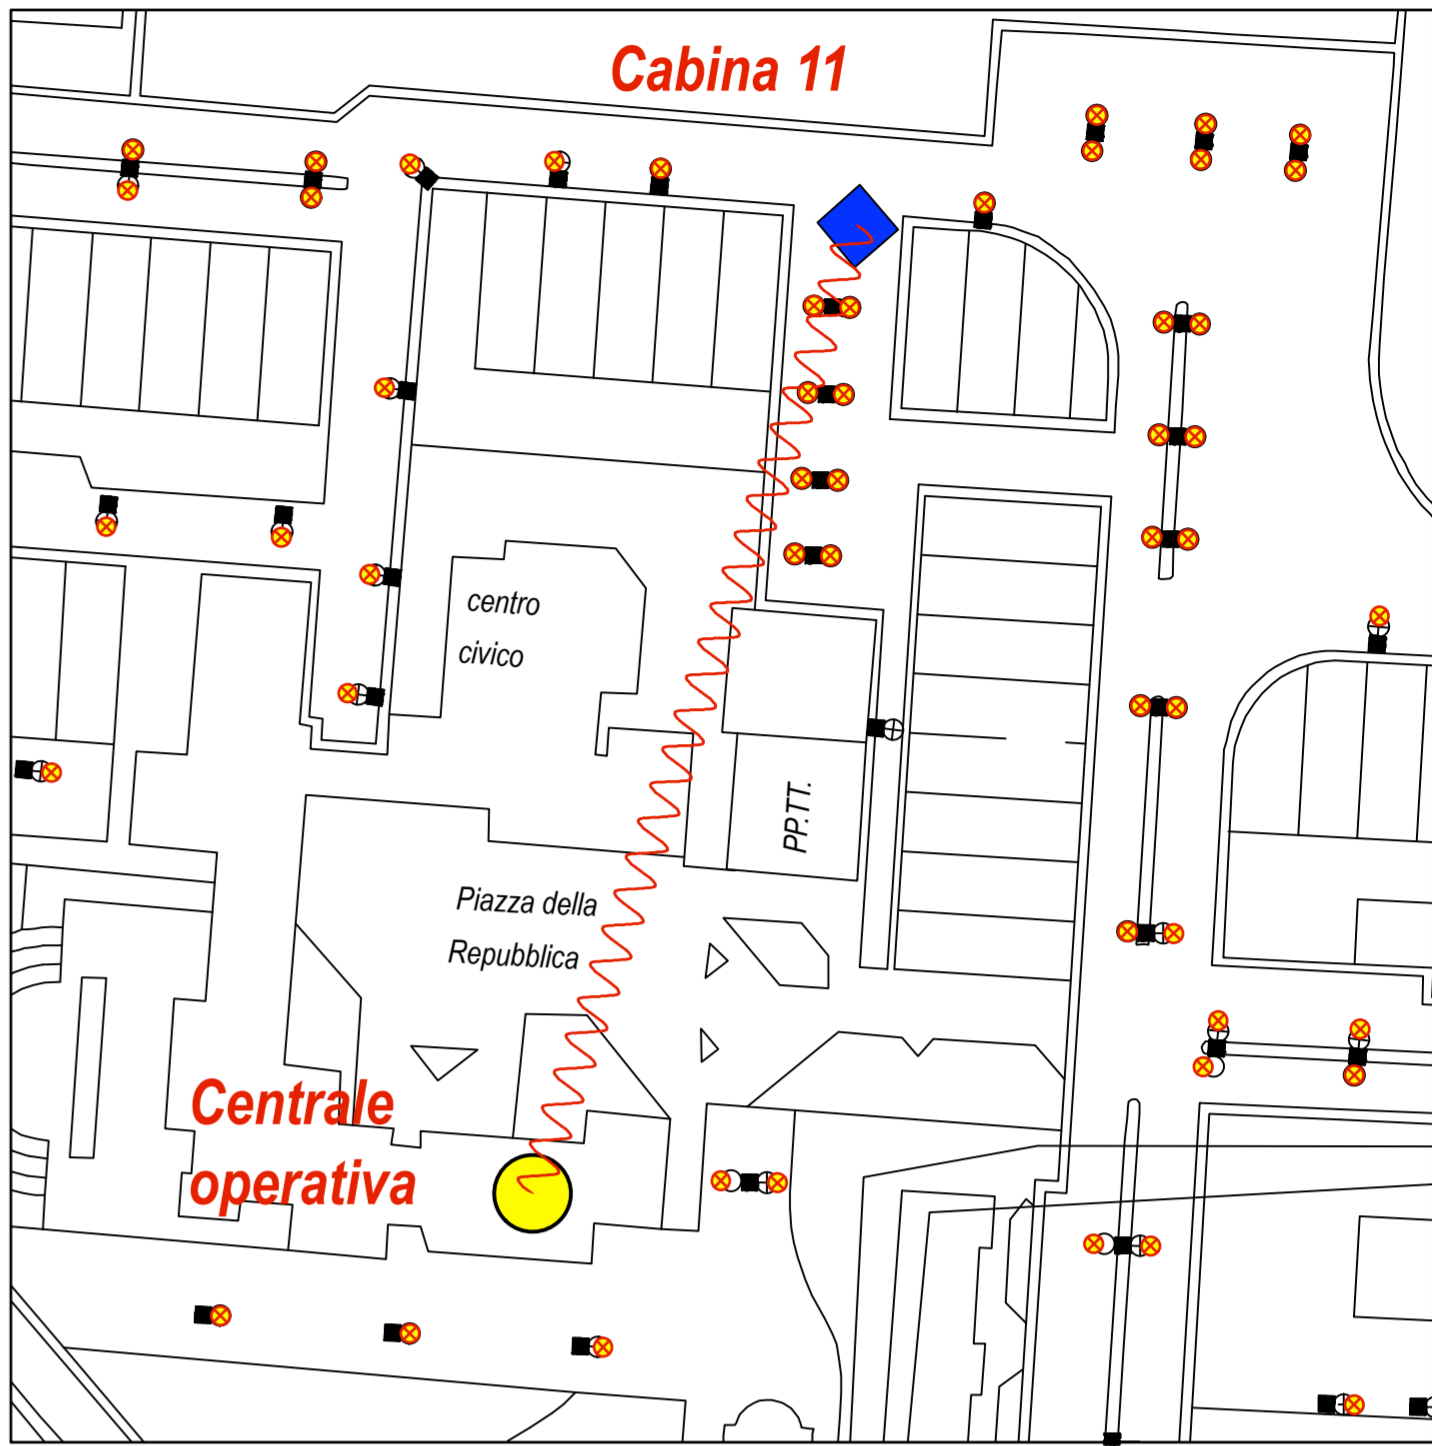 Cabina 11
centro
civico
PP.TT.
Piazza della
Repubblica
Centrale
operativa